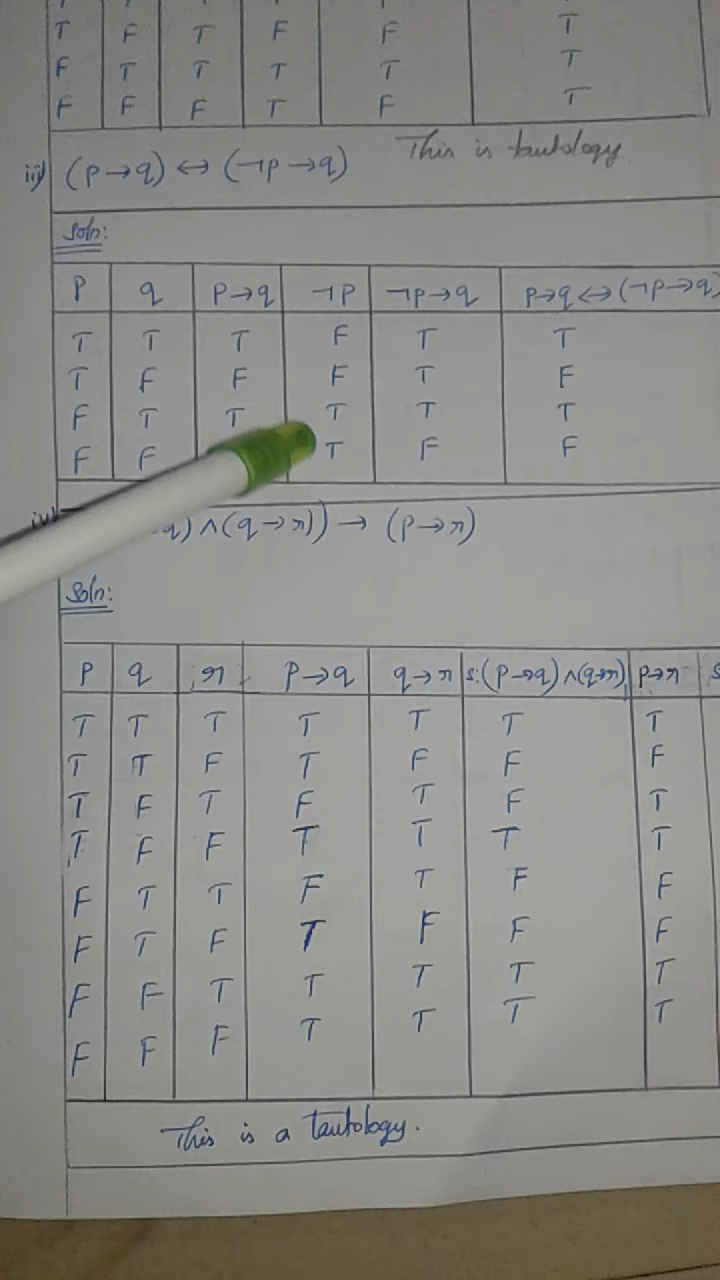 T F T F F T
F T T T T T
F F F T F T
This is tautology.
iii) (p→q) ↔ (¬p→q)
Soln:
p q p→q ¬p ¬p→q p→q↔(¬p→q)
T T T F T T
T F F F T F
F T T T T T
F F T F F
q) ∧ (q→r)) → (p→r)
Soln:
p q r p→q q→r s:(p→q)∧(q→r) p→r s
T T T T T T T
T T F T F F F
T F T F T F T
T F F T T T T
F T T F T F F
F T F T F F F
F F T T T T T
F F F T T T T
This is a tautology.